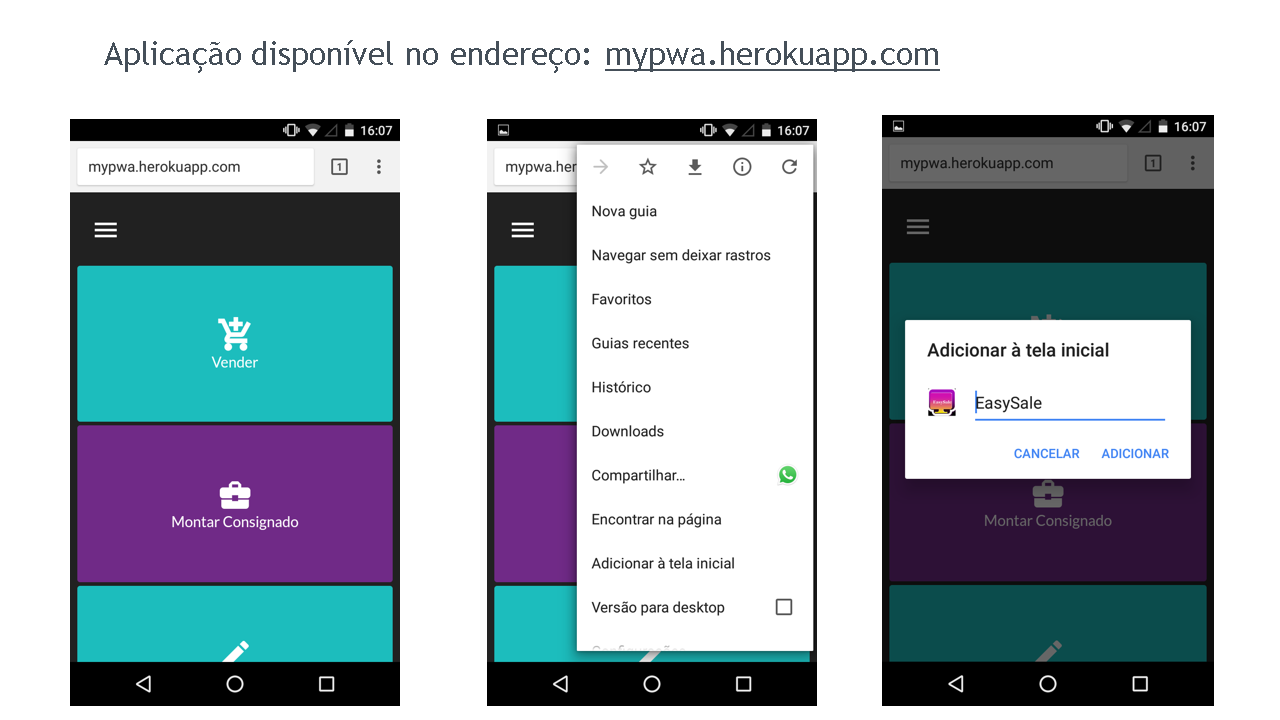 Aplicação disponível no endereço: mypwa.herokuapp.com
16:07
mypwa.herokuapp.com
1
Vender
Montar Consignado
16:07
mypwa.her
Nova guia
Navegar sem deixar rastros
Favoritos
Guias recentes
Histórico
Downloads
Compartilhar...
Encontrar na página
Adicionar à tela inicial
Versão para desktop
Configurações
16:07
mypwa.herokuapp.com
1
Adicionar à tela inicial
EasySale
EasySale
CANCELAR ADICIONAR
Montar Consignado